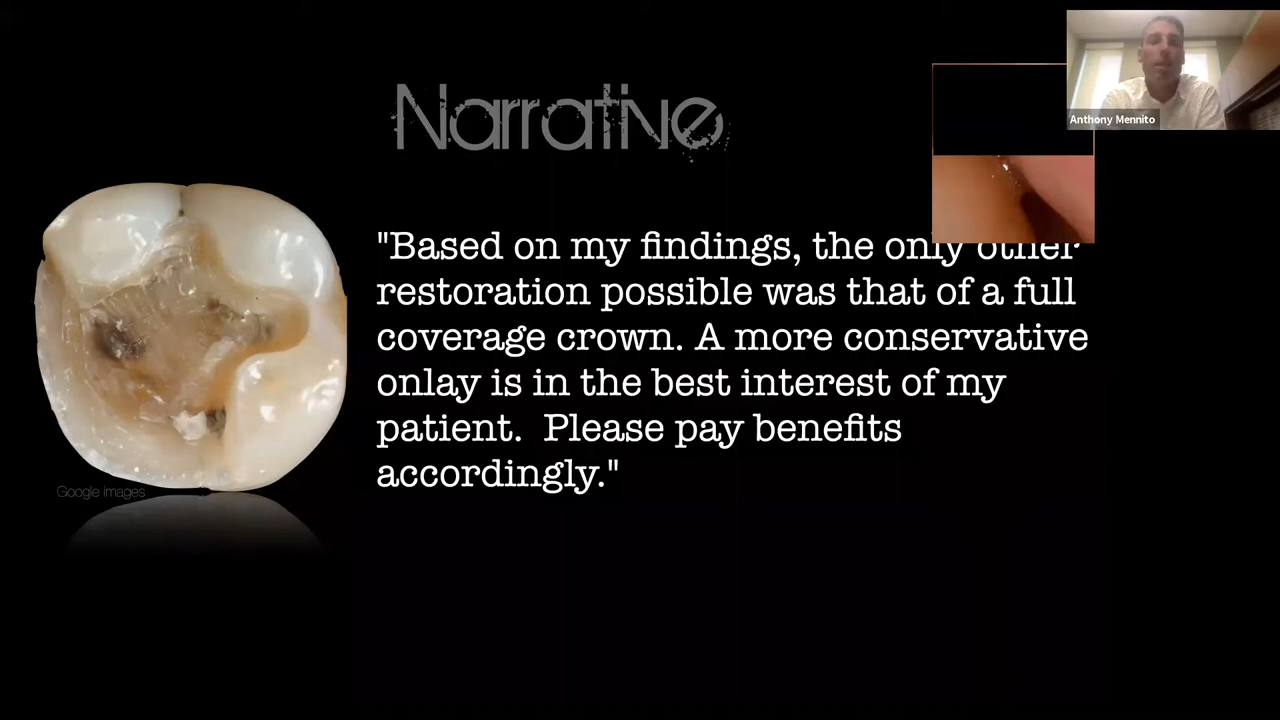 Narrative
Anthony Mennito
"Based on my findings, the only other
restoration possible was that of a full
coverage crown. A more conservative
onlay is in the best interest of my
patient.  Please pay benefits
accordingly."
Google images